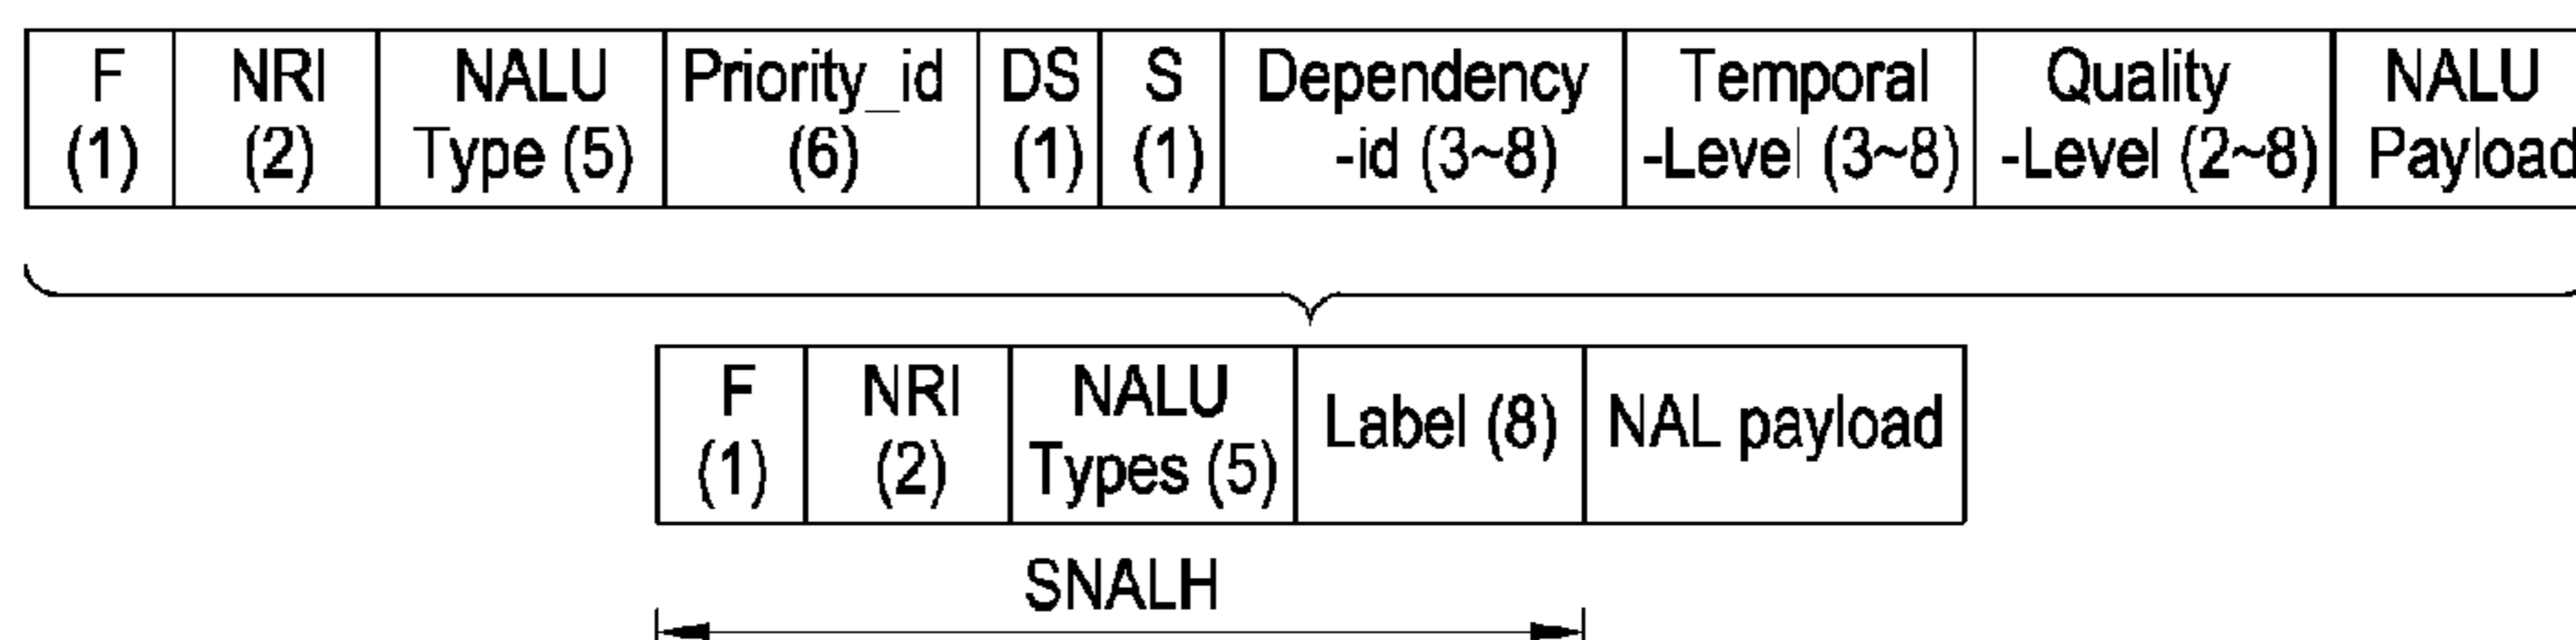 F NRI NALU Priority_id DS S Dependency Temporal Quality NALU
(1) (2) Type (5) (6) (1) (1) -id (3~8) -Level (3~8) -Level (2~8) Payload
F NRI NALU Label (8) NAL payload
(1) (2) Types (5)
SNALH